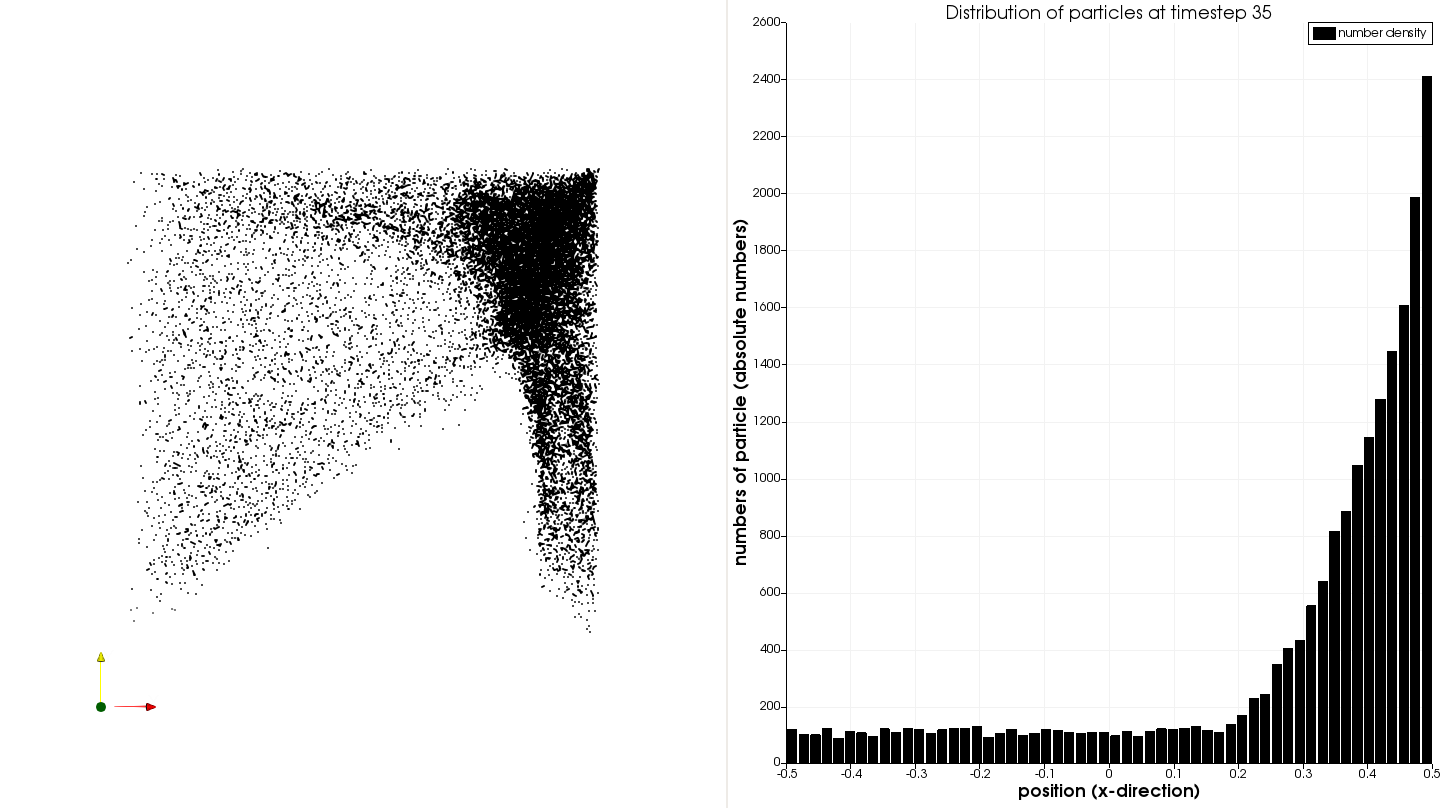 Distribution of particles at timestep 35
number density
numbers of particle (absolute numbers)
2600
2400
2200
2000
1800
1600
1400
1200
1000
800
600
400
200
0
-0.5 -0.4 -0.3 -0.2 -0.1 0 0.1 0.2 0.3 0.4 0.5
position (x-direction)